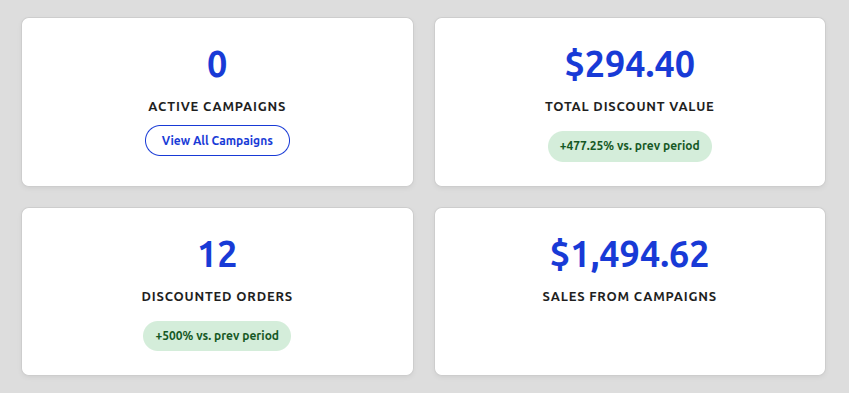 0
ACTIVE CAMPAIGNS
View All Campaigns
$294.40
TOTAL DISCOUNT VALUE
+477.25% vs. prev period
12
DISCOUNTED ORDERS
+500% vs. prev period
$1,494.62
SALES FROM CAMPAIGNS